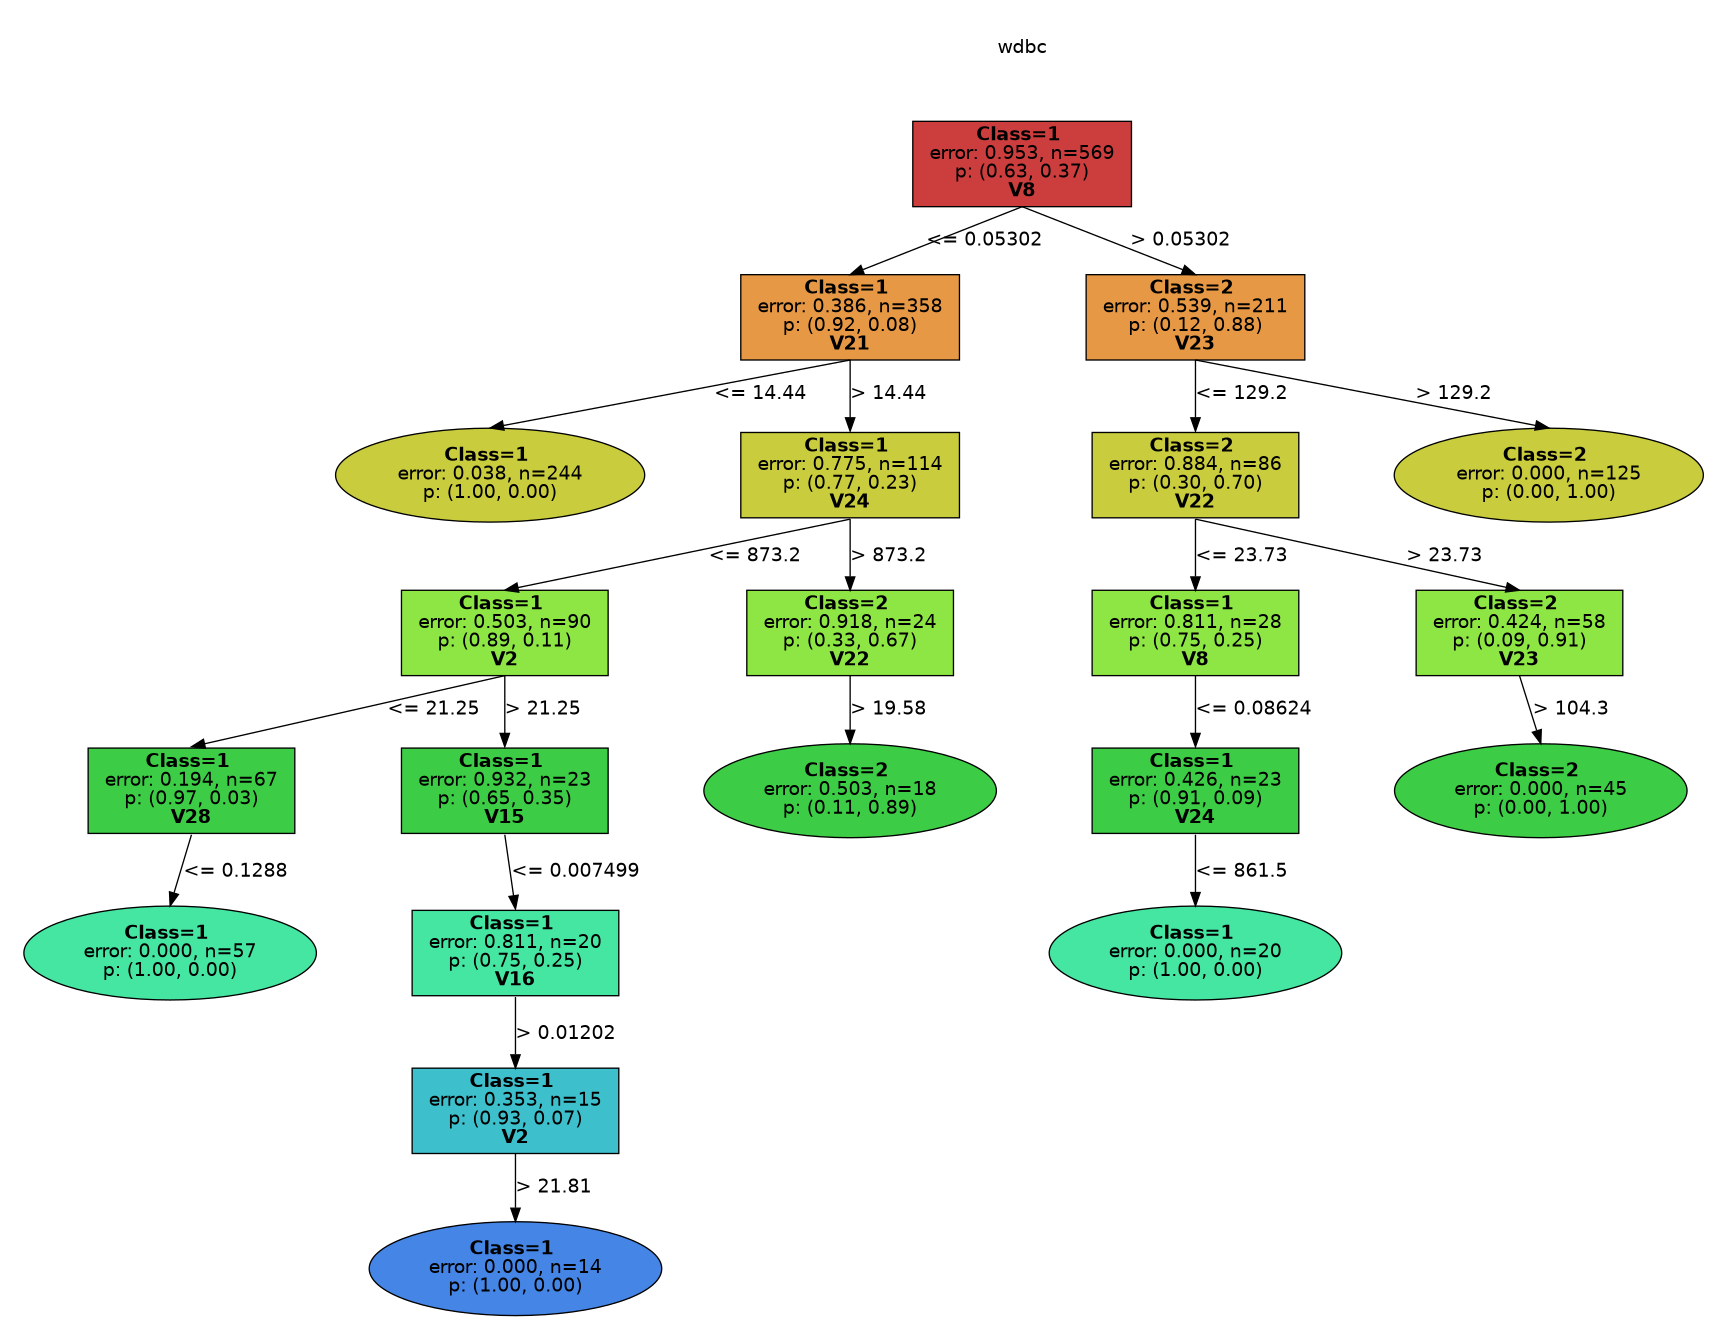 wdbc
Class=1
error: 0.953, n=569
p: (0.63, 0.37)
V8
<= 0.05302
> 0.05302
Class=1
error: 0.386, n=358
p: (0.92, 0.08)
V21
Class=2
error: 0.539, n=211
p: (0.12, 0.88)
V23
<= 14.44
> 14.44
<= 129.2
> 129.2
Class=1
error: 0.038, n=244
p: (1.00, 0.00)
Class=1
error: 0.775, n=114
p: (0.77, 0.23)
V24
Class=2
error: 0.884, n=86
p: (0.30, 0.70)
V22
Class=2
error: 0.000, n=125
p: (0.00, 1.00)
<= 873.2
> 873.2
<= 23.73
> 23.73
Class=1
error: 0.503, n=90
p: (0.89, 0.11)
V2
Class=2
error: 0.918, n=24
p: (0.33, 0.67)
V22
Class=1
error: 0.811, n=28
p: (0.75, 0.25)
V8
Class=2
error: 0.424, n=58
p: (0.09, 0.91)
V23
<= 21.25
> 21.25
> 19.58
<= 0.08624
> 104.3
Class=1
error: 0.194, n=67
p: (0.97, 0.03)
V28
Class=1
error: 0.932, n=23
p: (0.65, 0.35)
V15
Class=2
error: 0.503, n=18
p: (0.11, 0.89)
Class=1
error: 0.426, n=23
p: (0.91, 0.09)
V24
Class=2
error: 0.000, n=45
p: (0.00, 1.00)
<= 0.1288
<= 0.007499
<= 861.5
Class=1
error: 0.000, n=57
p: (1.00, 0.00)
Class=1
error: 0.811, n=20
p: (0.75, 0.25)
V16
Class=1
error: 0.000, n=20
p: (1.00, 0.00)
> 0.01202
Class=1
error: 0.353, n=15
p: (0.93, 0.07)
V2
> 21.81
Class=1
error: 0.000, n=14
p: (1.00, 0.00)